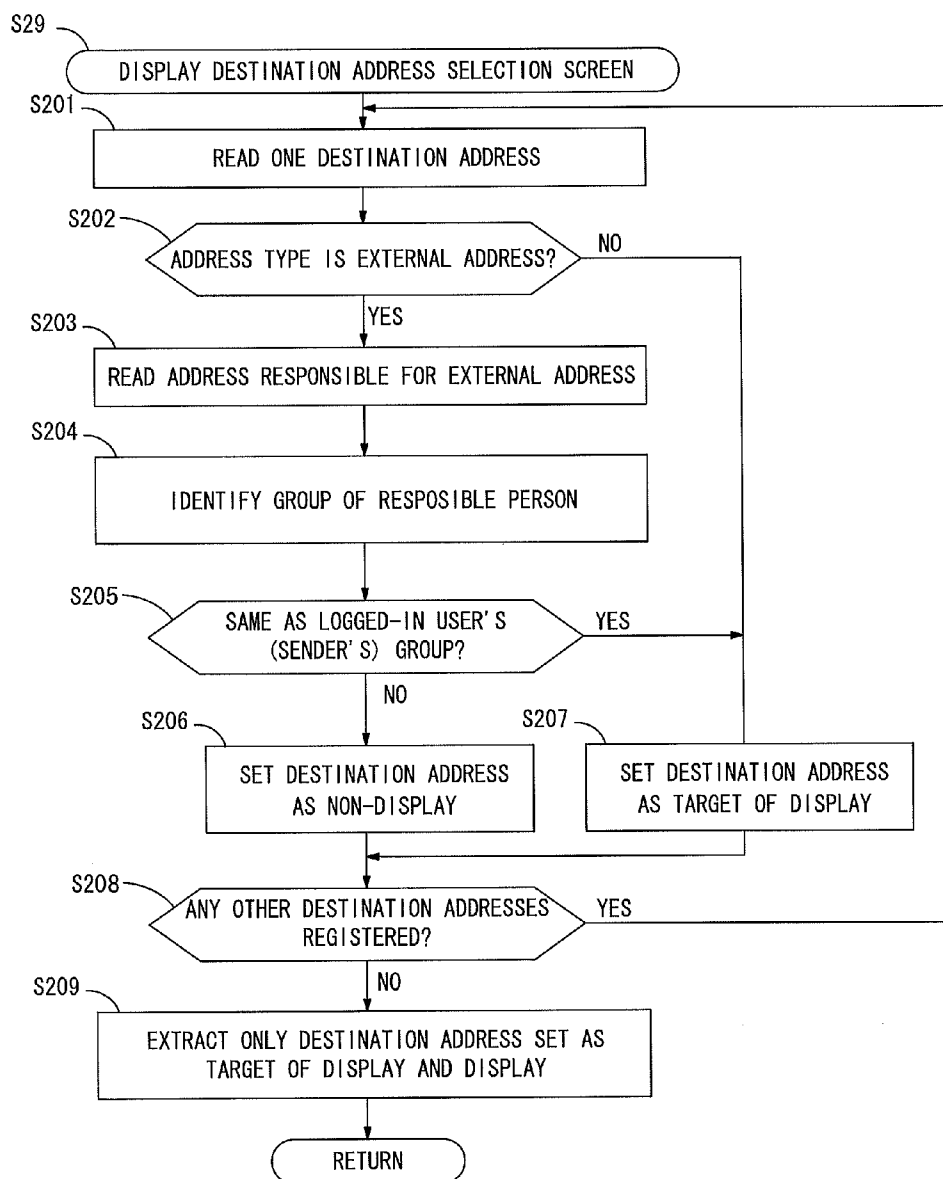 S29
DISPLAY DESTINATION ADDRESS SELECTION SCREEN
S201
READ ONE DESTINATION ADDRESS
S202
ADDRESS TYPE IS EXTERNAL ADDRESS?
NO
YES
S203
READ ADDRESS RESPONSIBLE FOR EXTERNAL ADDRESS
S204
IDENTIFY GROUP OF RESPOSIBLE PERSON
S205
SAME AS LOGGED-IN USER'S
(SENDER'S) GROUP?
YES
NO
S206
SET DESTINATION ADDRESS
AS NON-DISPLAY
S207
SET DESTINATION ADDRESS
AS TARGET OF DISPLAY
S208
ANY OTHER DESTINATION ADDRESSES
REGISTERED?
YES
NO
S209
EXTRACT ONLY DESTINATION ADDRESS SET AS
TARGET OF DISPLAY AND DISPLAY
RETURN